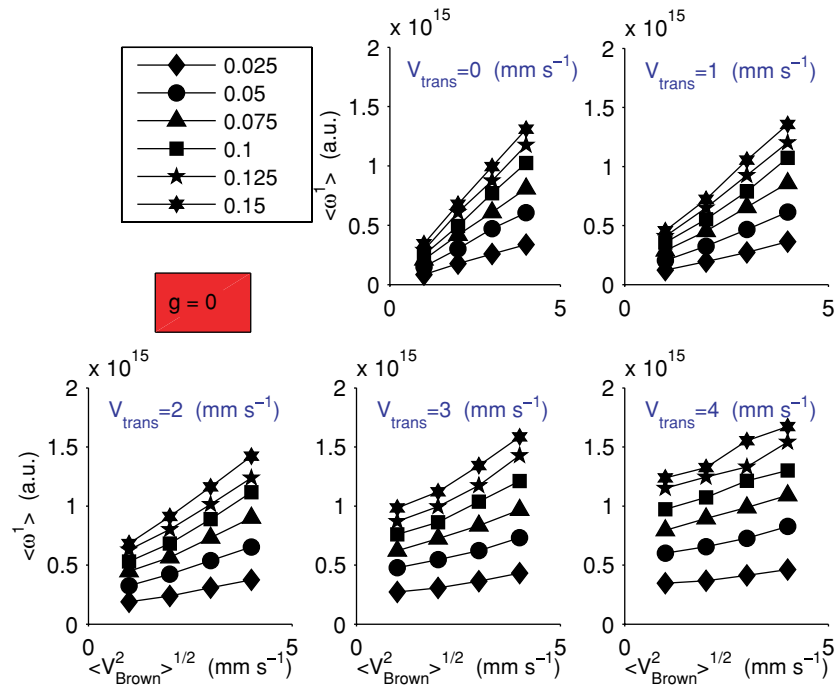 x 10^15
x 10^15
0.025
0.05
0.075
0.1
0.125
0.15
V_trans=0 (mm s^−1)
V_trans=1 (mm s^−1)
2
1.5
1
0.5
0
<ω^1> (a.u.)
0
5
2
1.5
1
0.5
0
0
5
g = 0
x 10^15
x 10^15
x 10^15
V_trans=2 (mm s^−1)
V_trans=3 (mm s^−1)
V_trans=4 (mm s^−1)
2
1.5
1
0.5
0
<ω^1> (a.u.)
0
5
<V^2_Brown>^1/2 (mm s^−1)
2
1.5
1
0.5
0
0
5
<V^2_Brown>^1/2 (mm s^−1)
2
1.5
1
0.5
0
0
5
<V^2_Brown>^1/2 (mm s^−1)